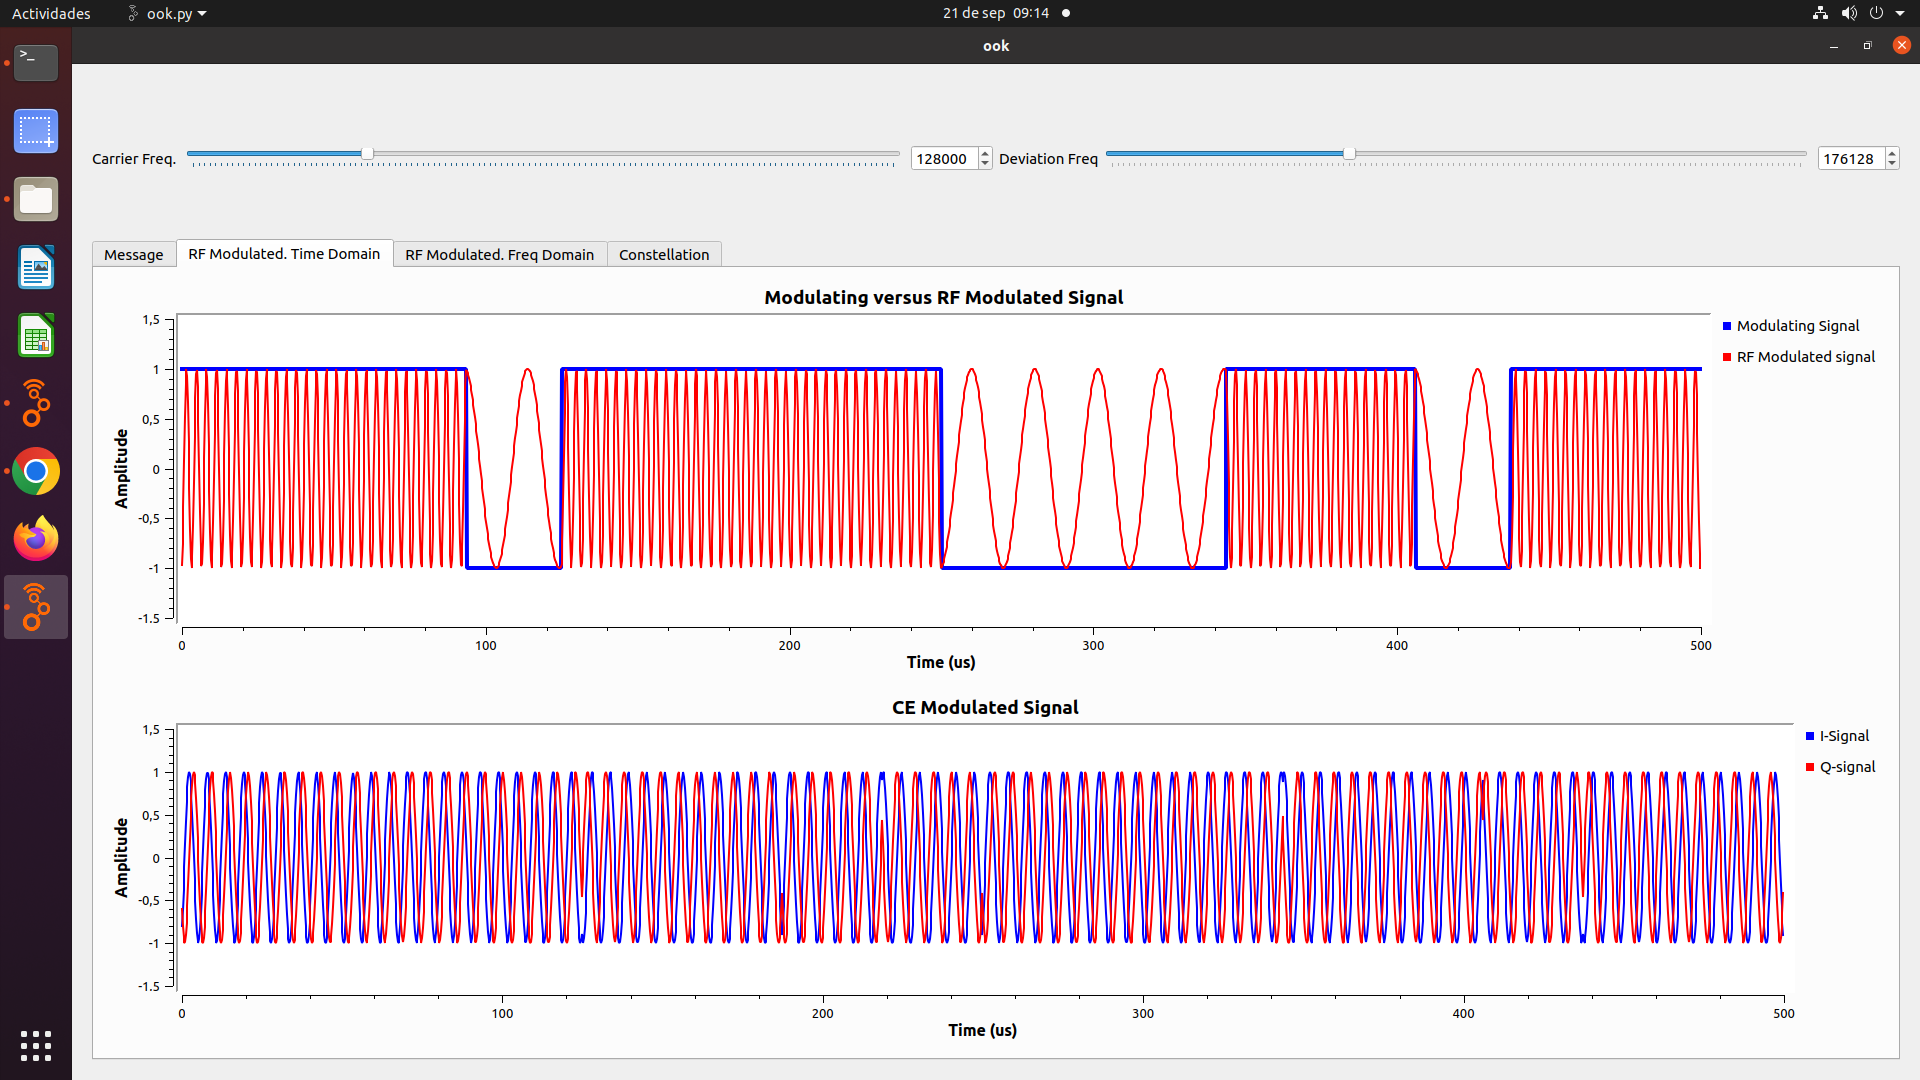 Actividades ook.py 21 de sep 09:14
ook
>_
Carrier Freq. 128000 Deviation Freq 176128
Message RF Modulated. Time Domain RF Modulated. Freq Domain Constellation
Modulating versus RF Modulated Signal
1,5
1
0,5
0
-0,5
-1
-1.5
Amplitude
0 100 200 300 400 500
Time (us)
Modulating Signal
RF Modulated signal
CE Modulated Signal
1,5
1
0,5
0
-0,5
-1
-1.5
Amplitude
0 100 200 300 400 500
Time (us)
I-Signal
Q-signal